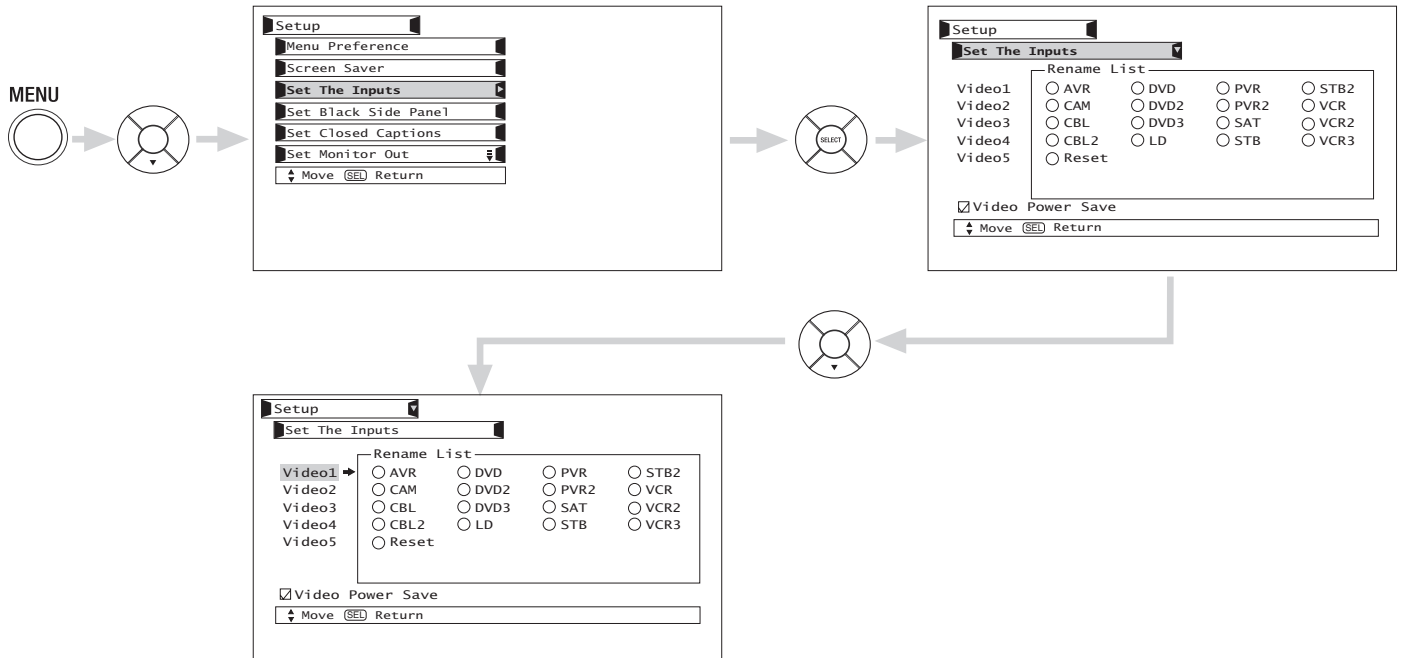 MENU
Setup
Menu Preference
Screen Saver
Set The Inputs
Set Black Side Panel
Set Closed Captions
Set Monitor Out
Move SEL Return
SELECT
Setup
Set The Inputs
Rename List
Video1 AVR DVD PVR STB2
Video2 CAM DVD2 PVR2 VCR
Video3 CBL DVD3 SAT VCR2
Video4 CBL2 LD STB VCR3
Video5 Reset
Video Power Save
Move SEL Return
Setup
Set The Inputs
Rename List
Video1 AVR DVD PVR STB2
Video2 CAM DVD2 PVR2 VCR
Video3 CBL DVD3 SAT VCR2
Video4 CBL2 LD STB VCR3
Video5 Reset
Video Power Save
Move SEL Return